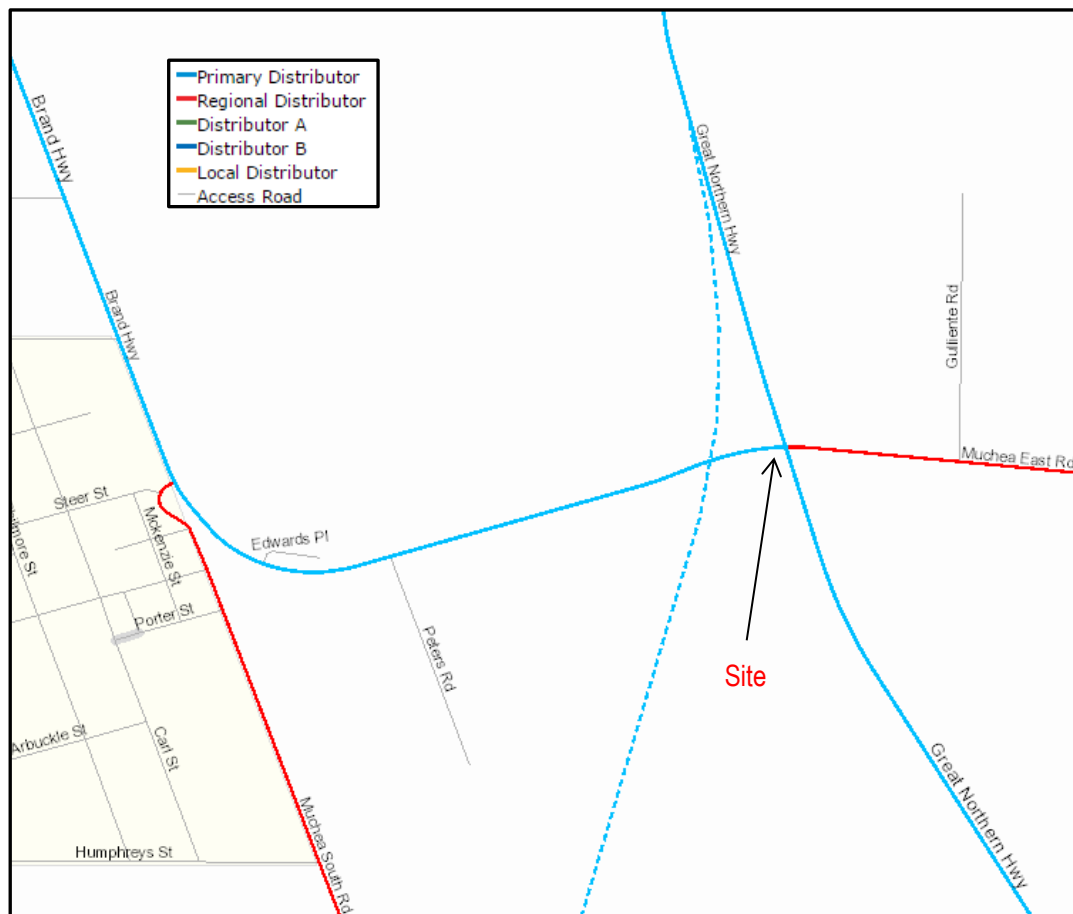 Primary Distributor
Regional Distributor
Distributor A
Distributor B
Local Distributor
Access Road
Brand Hwy
Great Northern Hwy
Gulliente Rd
Brand Hwy
Muchea East Rd
Steer St
Mckenzie St
Edwards Pl
Porter St
Peters Rd
Site
Arbuckle St
Carl St
Great Northern Hwy
Muchea South Rd
Humphreys St